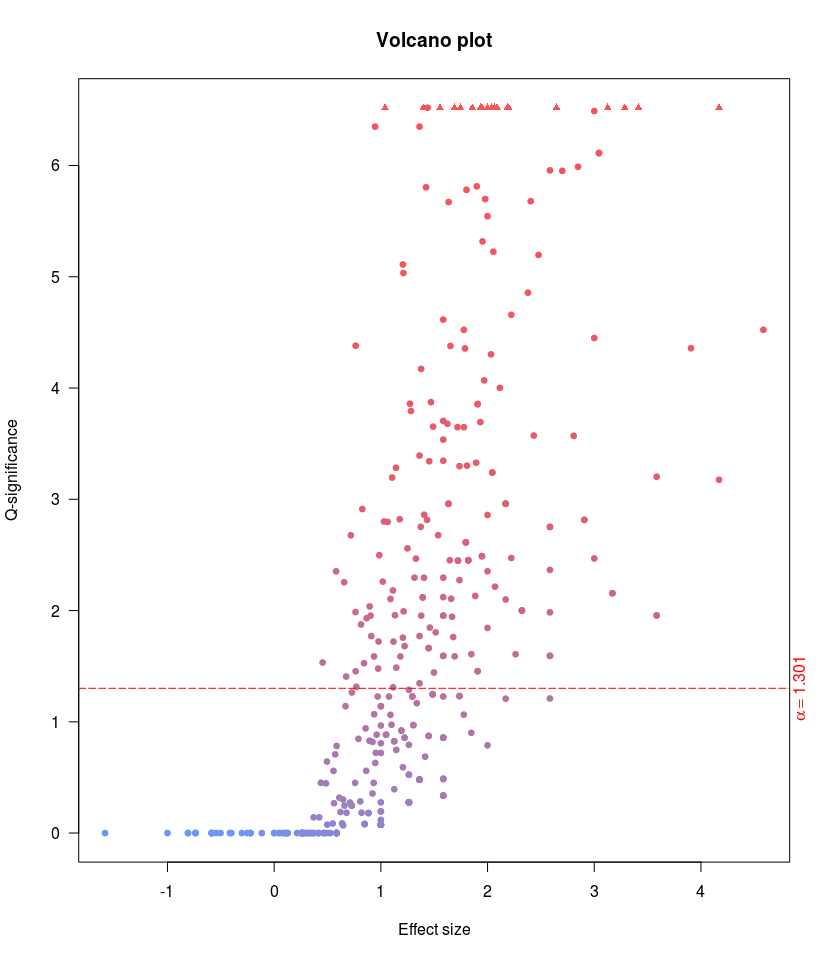 Volcano plot
6
5
4
3
2
1
0
Q-significance
α = 1.301
-1 0 1 2 3 4
Effect size